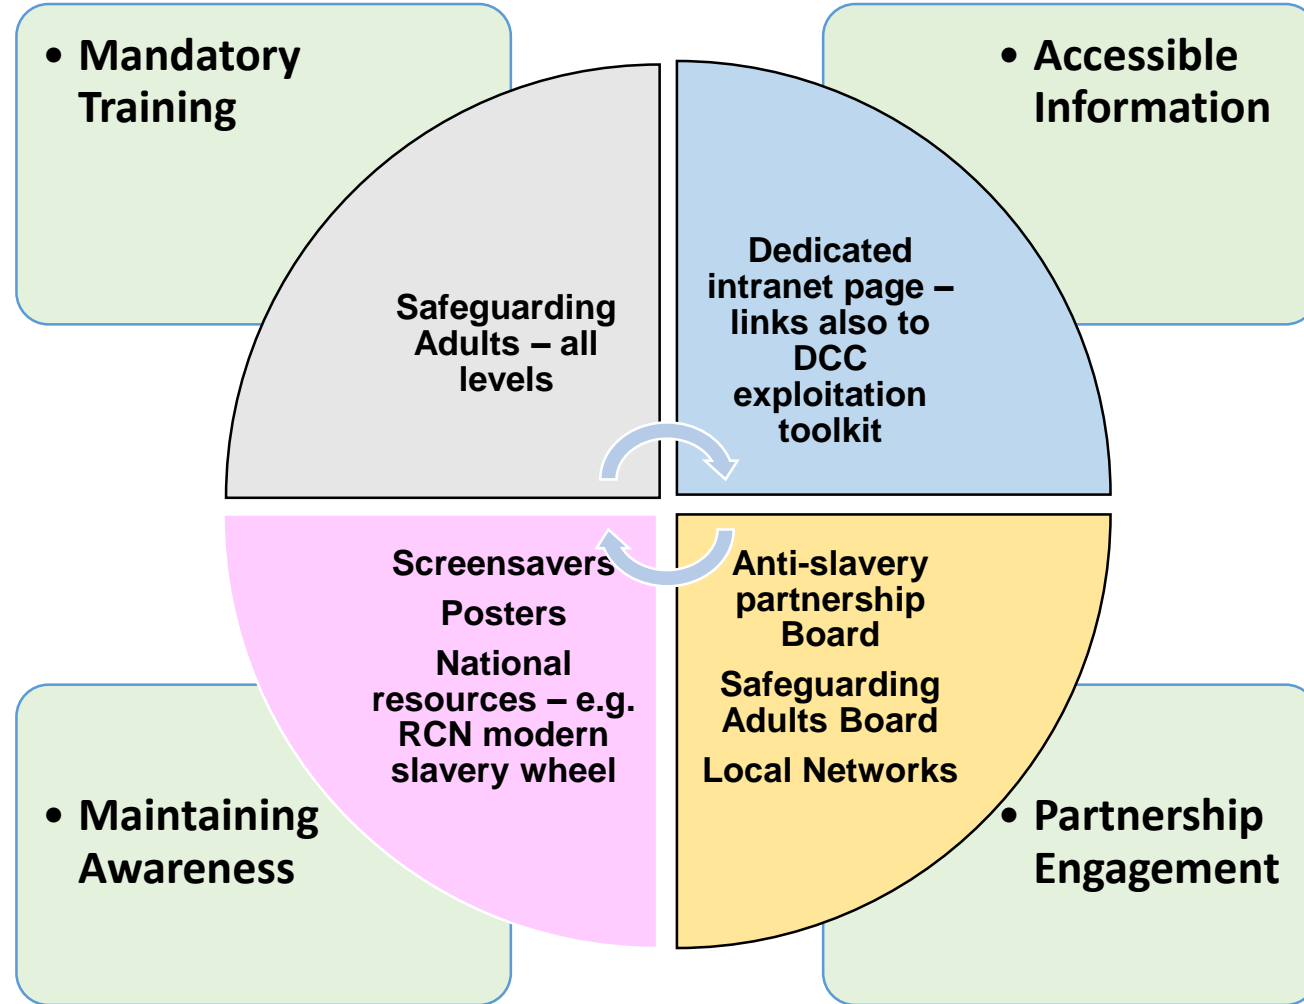 • Mandatory
Training
• Accessible
Information
Safeguarding
Adults – all
levels
Dedicated
intranet page –
links also to
DCC
exploitation
toolkit
Screensavers
Posters
National
resources – e.g.
RCN modern
slavery wheel
Anti-slavery
partnership
Board
Safeguarding
Adults Board
Local Networks
• Maintaining
Awareness
• Partnership
Engagement